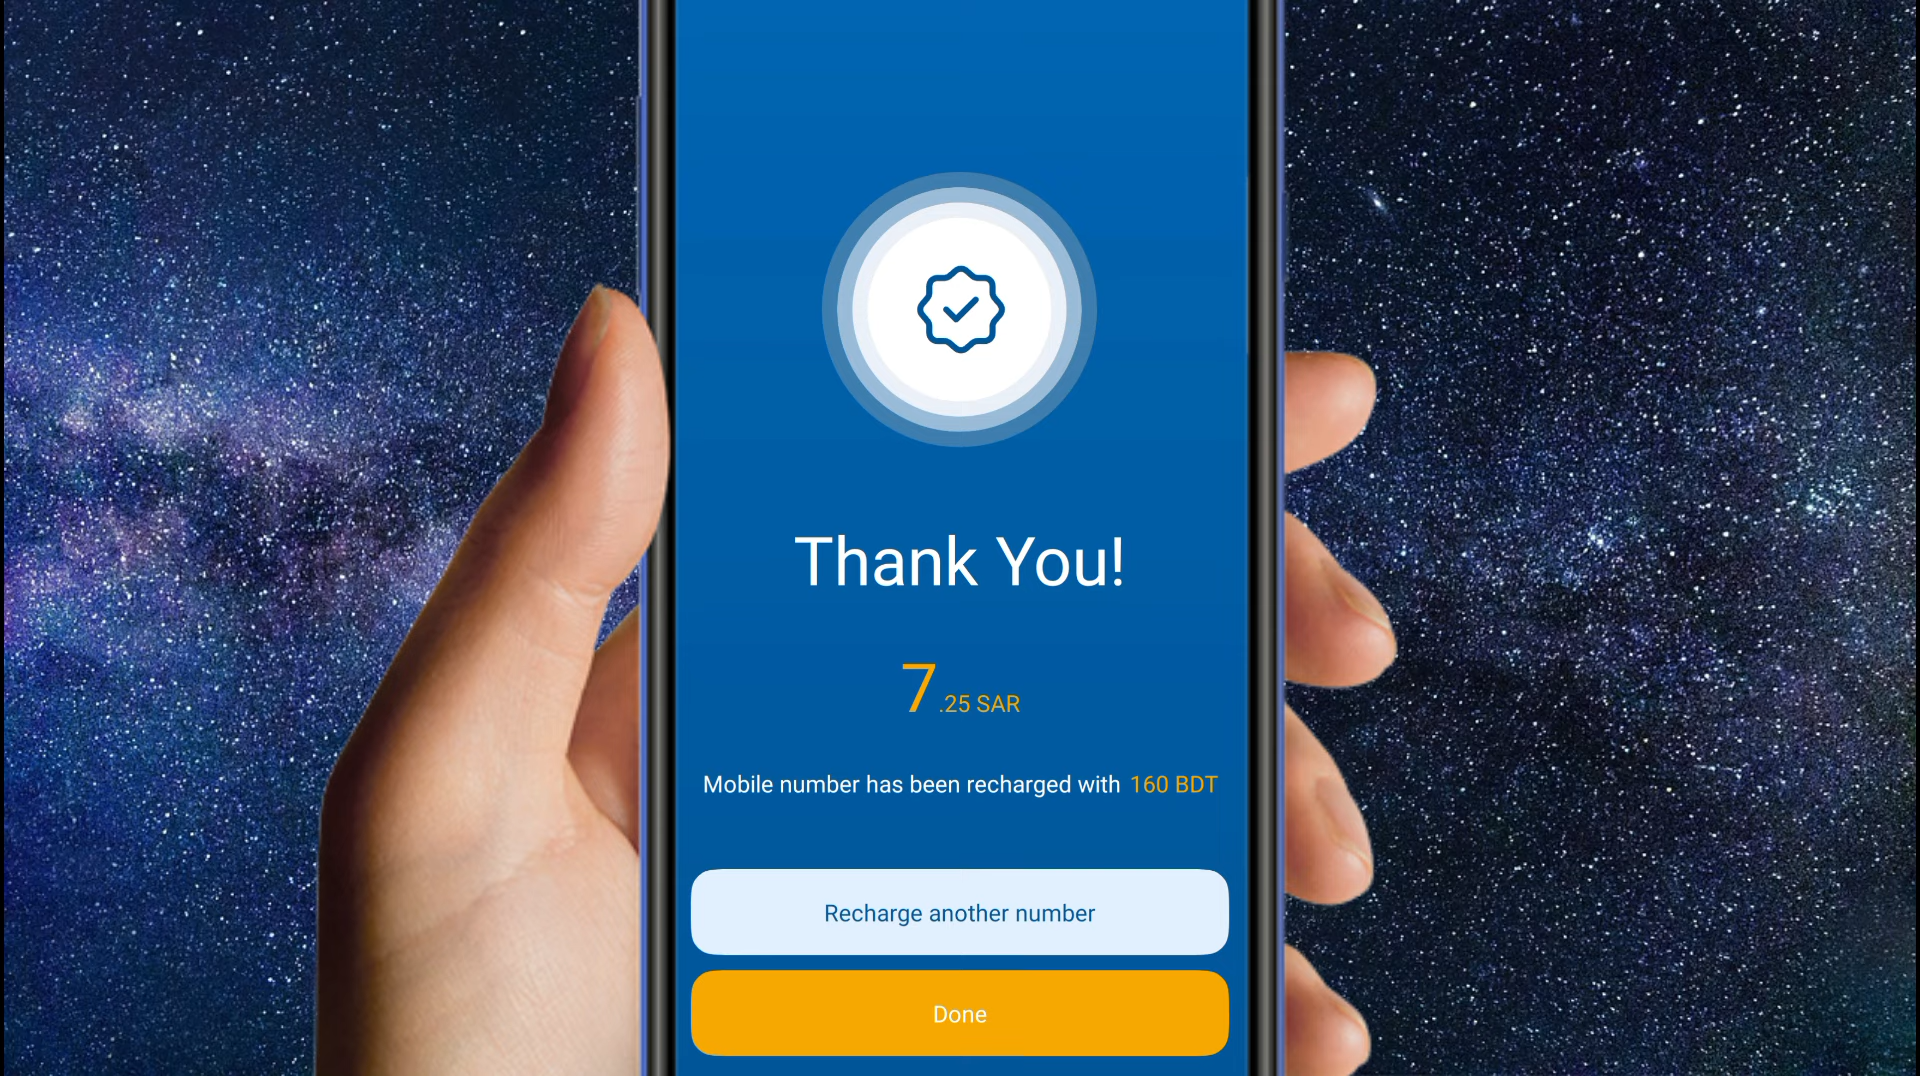 Thank You!
7.25 SAR
Mobile number has been recharged with 160 BDT
Recharge another number
Done